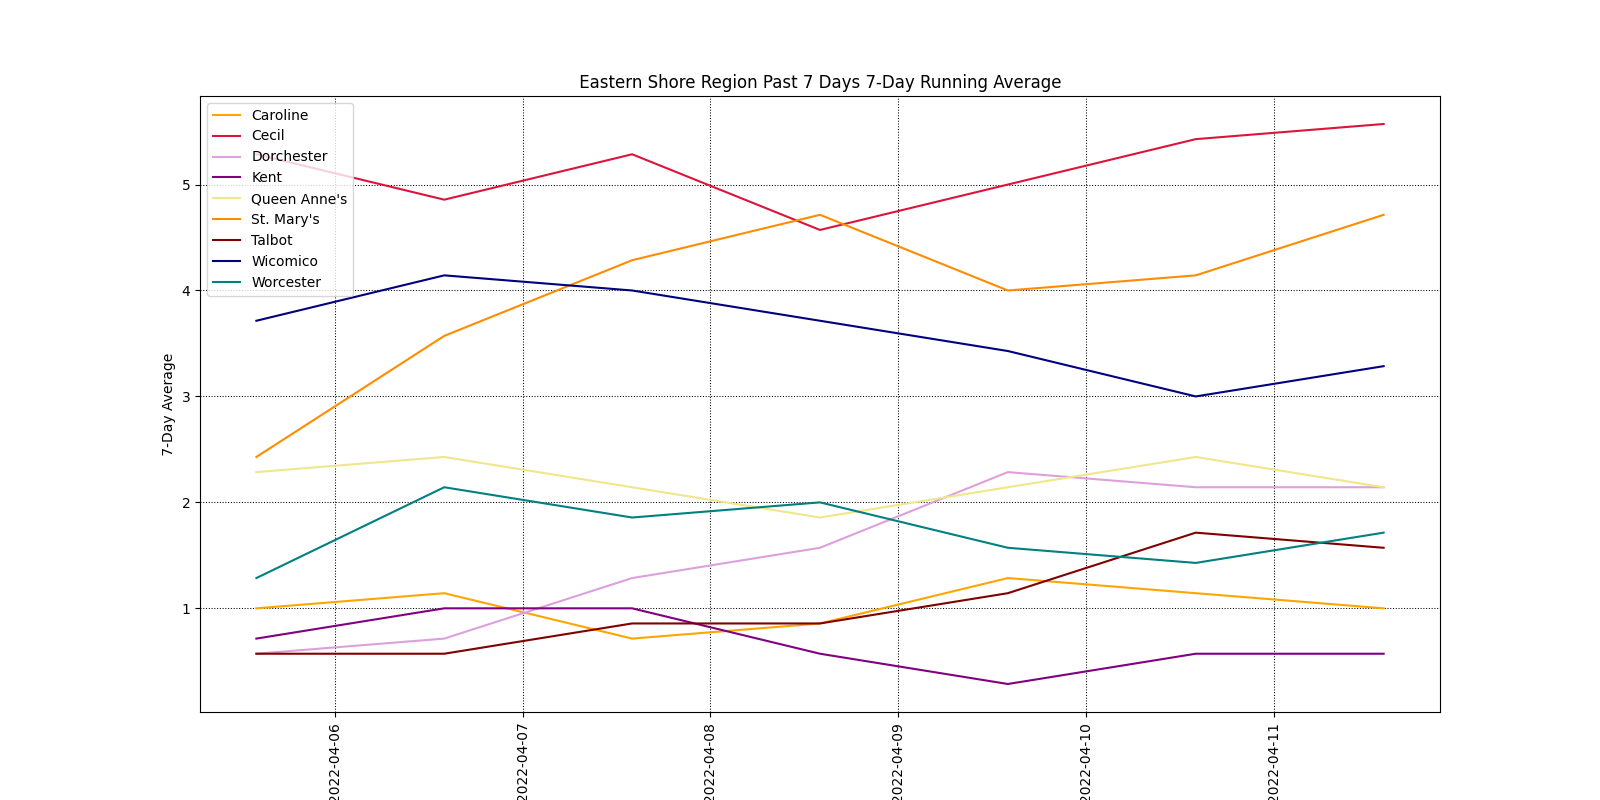 Eastern Shore Region Past 7 Days 7-Day Running Average
Caroline
Cecil
Dorchester
Kent
Queen Anne's
St. Mary's
Talbot
Wicomico
Worcester
5
4
3
2
1
7-Day Average
2022-04-06
2022-04-07
2022-04-08
2022-04-09
2022-04-10
2022-04-11